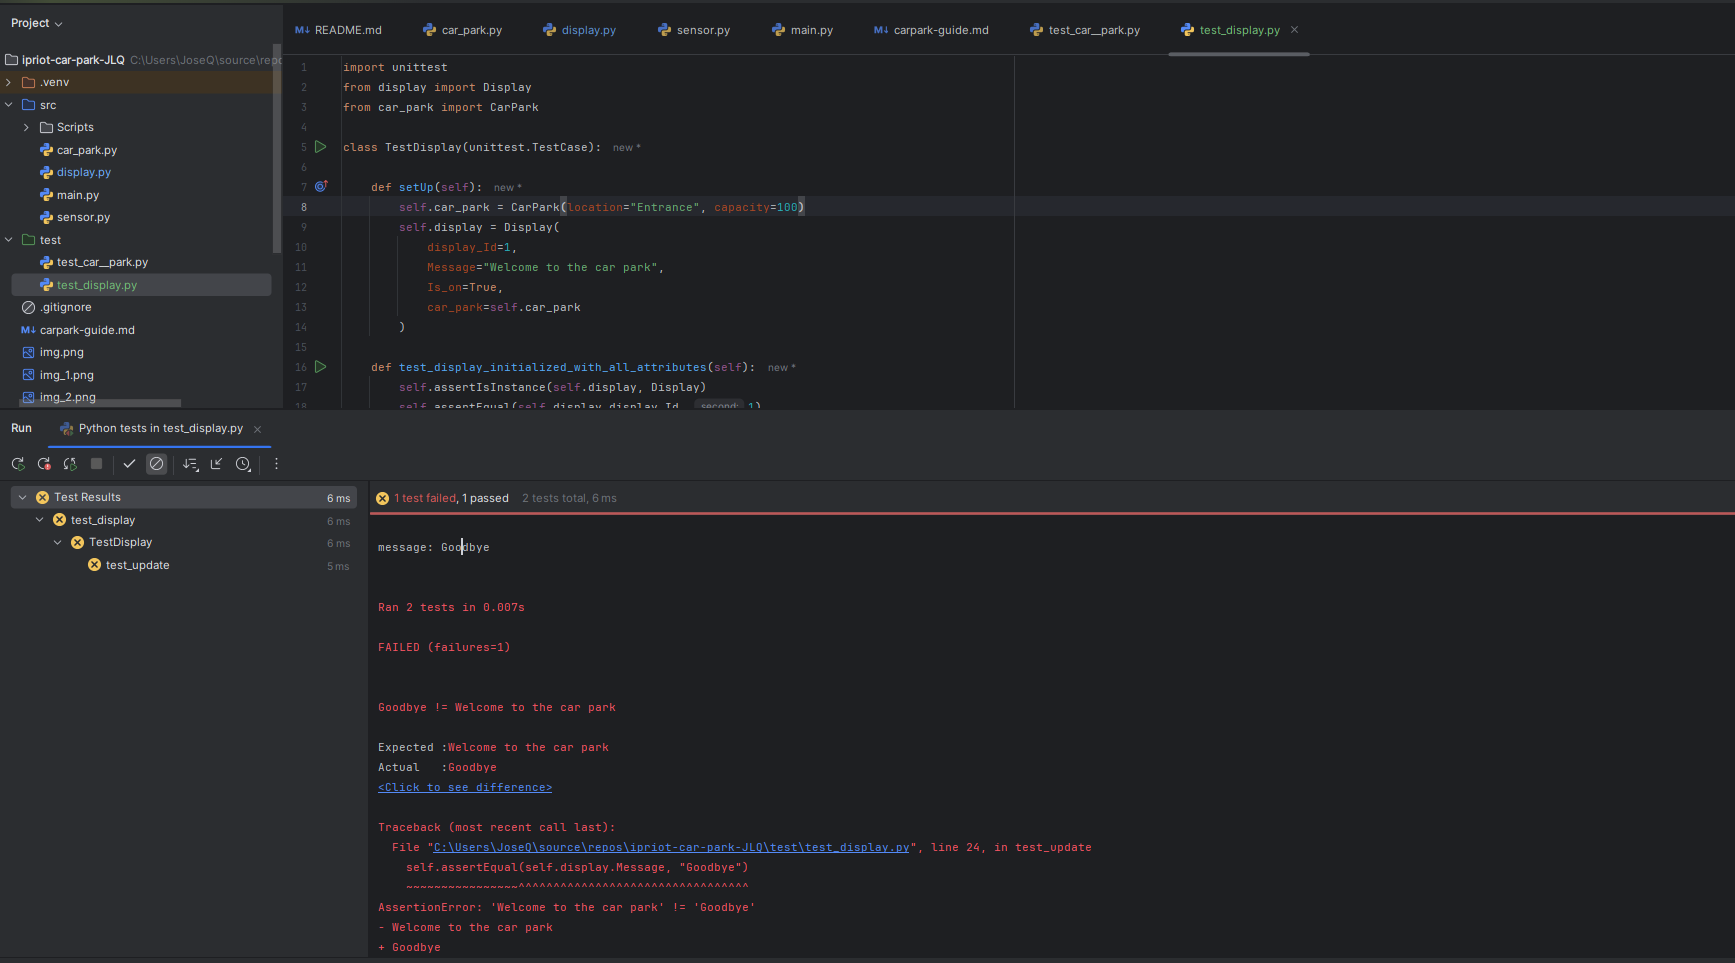 Project
README.md
car_park.py
display.py
sensor.py
main.py
carpark-guide.md
test_car__park.py
test_display.py
ipriot-car-park-JLQ C:\Users\JoseQ\source\repo
.venv
src
Scripts
car_park.py
display.py
main.py
sensor.py
test
test_car__park.py
test_display.py
.gitignore
M↓ carpark-guide.md
img.png
img_1.png
img_2.png
1 import unittest
2 from display import Display
3 from car_park import CarPark
4
5 class TestDisplay(unittest.TestCase): new *
6
7 def setUp(self): new *
8 self.car_park = CarPark(location="Entrance", capacity=100)
9 self.display = Display(
10 display_Id=1,
11 Message="Welcome to the car park",
12 Is_on=True,
13 car_park=self.car_park
14 )
15
16 def test_display_initialized_with_all_attributes(self): new *
17 self.assertIsInstance(self.display, Display)
18 self.assertEqual(self.display.display_Id, second: 1)
Run
Python tests in test_display.py
Test Results 6 ms
test_display 6 ms
TestDisplay 6 ms
test_update 5 ms
1 test failed, 1 passed 2 tests total, 6 ms
message: Goodbye
Ran 2 tests in 0.007s
FAILED (failures=1)
Goodbye != Welcome to the car park
Expected :Welcome to the car park
Actual :Goodbye
<Click to see difference>
Traceback (most recent call last):
File "C:\Users\JoseQ\source\repos\ipriot-car-park-JLQ\test\test_display.py", line 24, in test_update
self.assertEqual(self.display.Message, "Goodbye")
~~~~~~~~~~~~~~~~^^^^^^^^^^^^^^^^^^^^^^^^^^^^^^^^^
AssertionError: 'Welcome to the car park' != 'Goodbye'
- Welcome to the car park
+ Goodbye